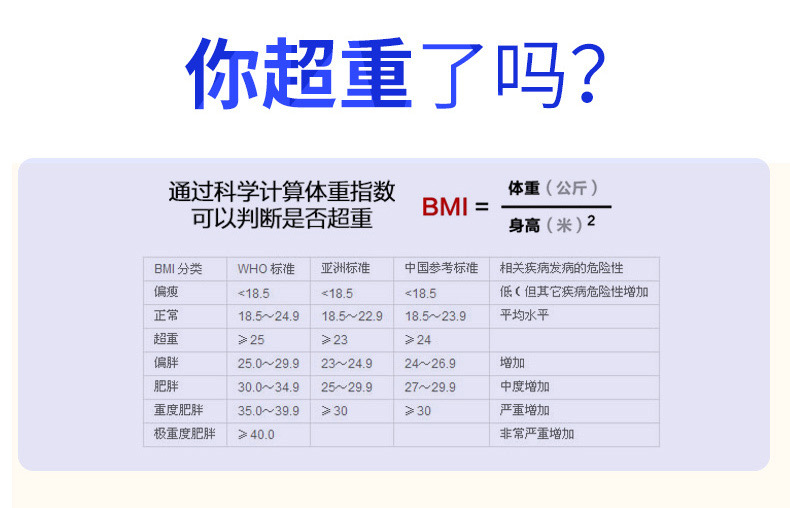 你超重了吗?
通过科学计算体重指数
可以判断是否超重
BMI = 体重(公斤)
身高(米)2
BMI分类 WHO标准 亚洲标准 中国参考标准 相关疾病发病的危险性
偏瘦 <18.5 <18.5 <18.5 低(但其它疾病危险性增加
正常 18.5~24.9 18.5~22.9 18.5~23.9 平均水平
超重 ≥25 ≥23 ≥24
偏胖 25.0~29.9 23~24.9 24~26.9 增加
肥胖 30.0~34.9 25~29.9 27~29.9 中度增加
重度肥胖 35.0~39.9 ≥30 ≥30 严重增加
极重度肥胖 ≥40.0 非常严重增加